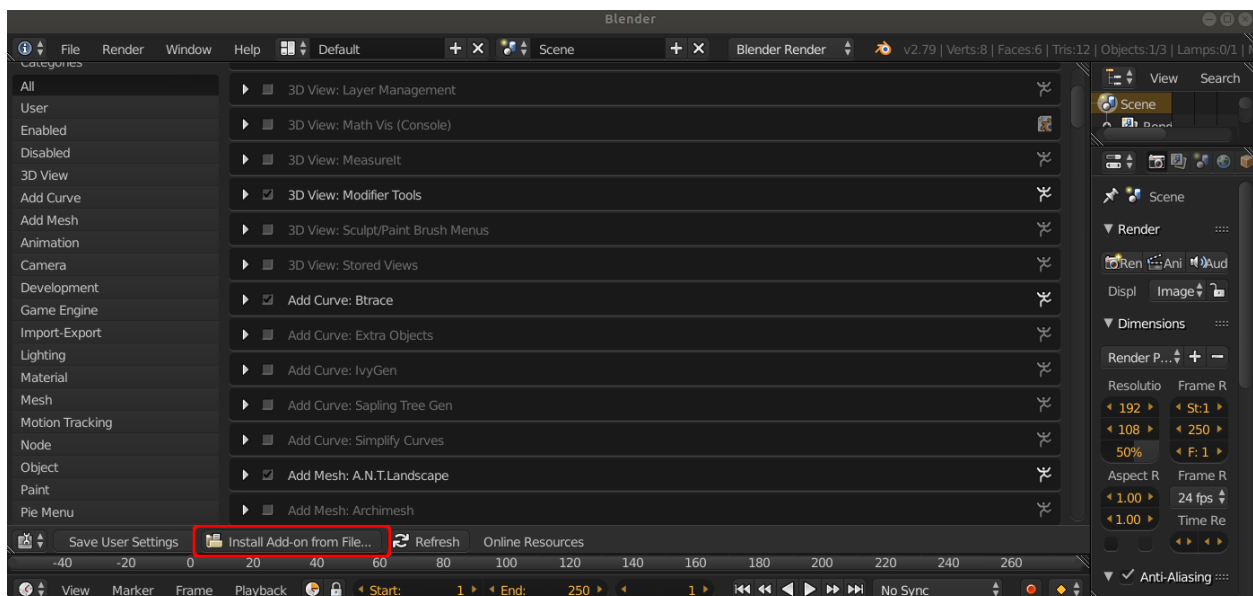 Blender
File Render Window Help Default Scene Blender Render v2.79 | Verts:8 | Faces:6 | Tris:12 | Objects:1/3 | Lamps:0/1 |
Categories
All
User
Enabled
Disabled
3D View
Add Curve
Add Mesh
Animation
Camera
Development
Game Engine
Import-Export
Lighting
Material
Mesh
Motion Tracking
Node
Object
Paint
Pie Menu
3D View: Layer Management
3D View: Math Vis (Console)
3D View: MeasureIt
3D View: Modifier Tools
3D View: Sculpt/Paint Brush Menus
3D View: Stored Views
Add Curve: Btrace
Add Curve: Extra Objects
Add Curve: IvyGen
Add Curve: Sapling Tree Gen
Add Curve: Simplify Curves
Add Mesh: A.N.T.Landscape
Add Mesh: Archimesh
Save User Settings Install Add-on from File... Refresh Online Resources
-40 -20 0 20 40 60 80 100 120 140 160 180 200 220 240 260
View Marker Frame Playback Start: 1 End: 250 1 No Sync
View Search
Scene
Rend
Scene
Render
Ren Ani Aud
Displ Image
Dimensions
Render P...
Resolutio Frame R
192 St:1
108 250
50% F: 1
Aspect R Frame R
1.00 24 fps
1.00 Time Re
Anti-Aliasing